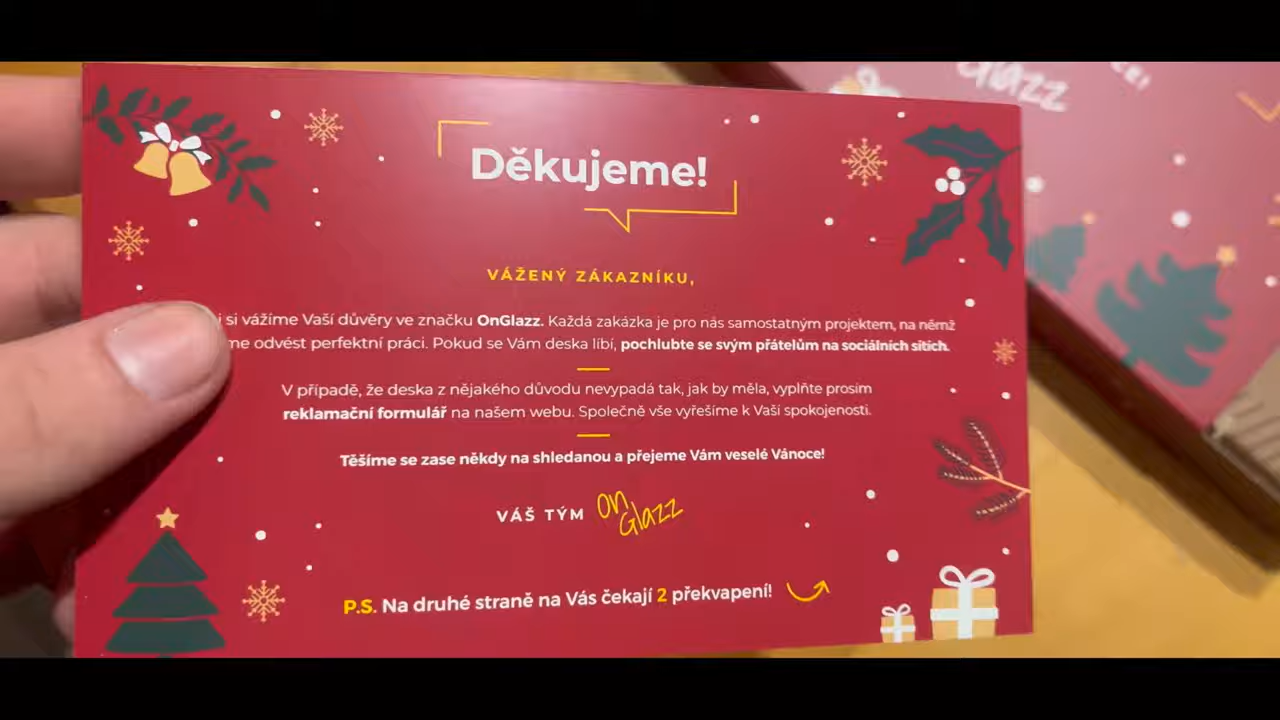 Glazz
Děkujeme!
VÁŽENÝ ZÁKAZNÍKU,
si vážíme Vaší důvěry ve značku OnGlazz. Každá zakázka je pro nás samostatným projektem, na němž
me odvést perfektní práci. Pokud se Vám deska líbí, pochlubte se svým přátelům na sociálních sítích.
V případě, že deska z nějakého důvodu nevypadá tak, jak by měla, vyplňte prosím
reklamační formulář na našem webu. Společně vše vyřešíme k Vaší spokojenosti.
Těšíme se zase někdy na shledanou a přejeme Vám veselé Vánoce!
VÁŠ TÝM On Glazz
P.S. Na druhé straně na Vás čekají 2 překvapení!